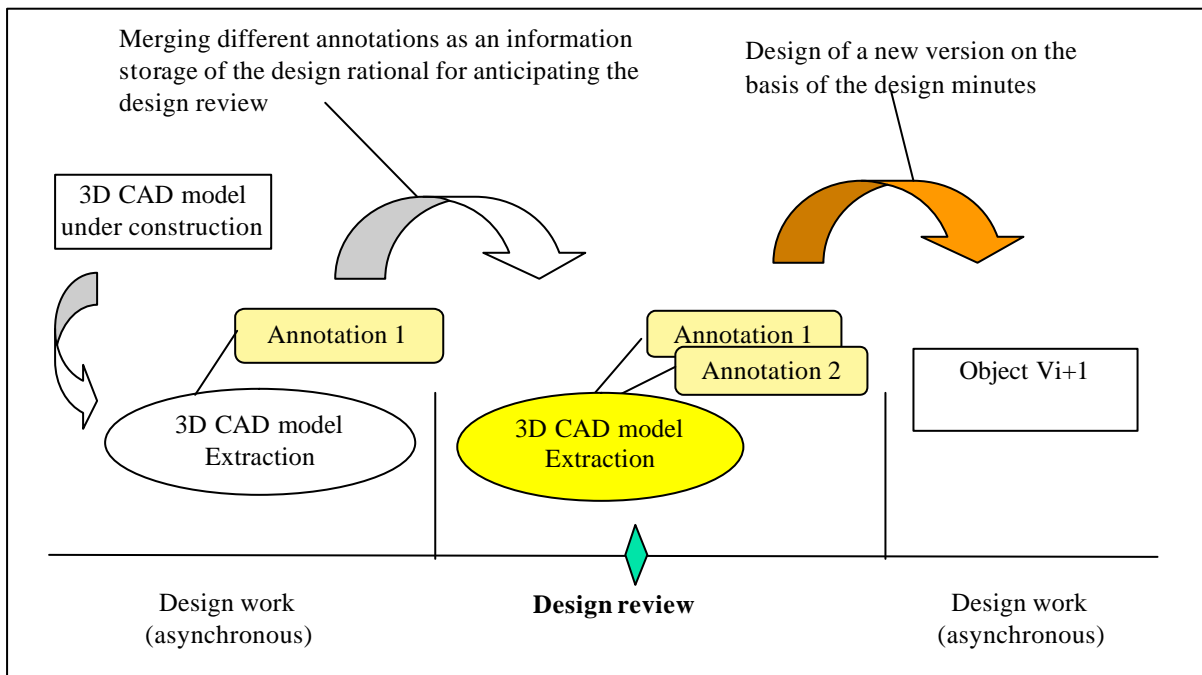 Merging different annotations as an information
storage of the design rational for anticipating the
design review
Design of a new version on the
basis of the design minutes
3D CAD model
under construction
Annotation 1
3D CAD model
Extraction
Annotation 1
Annotation 2
3D CAD model
Extraction
Object Vi+1
Design work
(asynchronous)
Design review
Design work
(asynchronous)